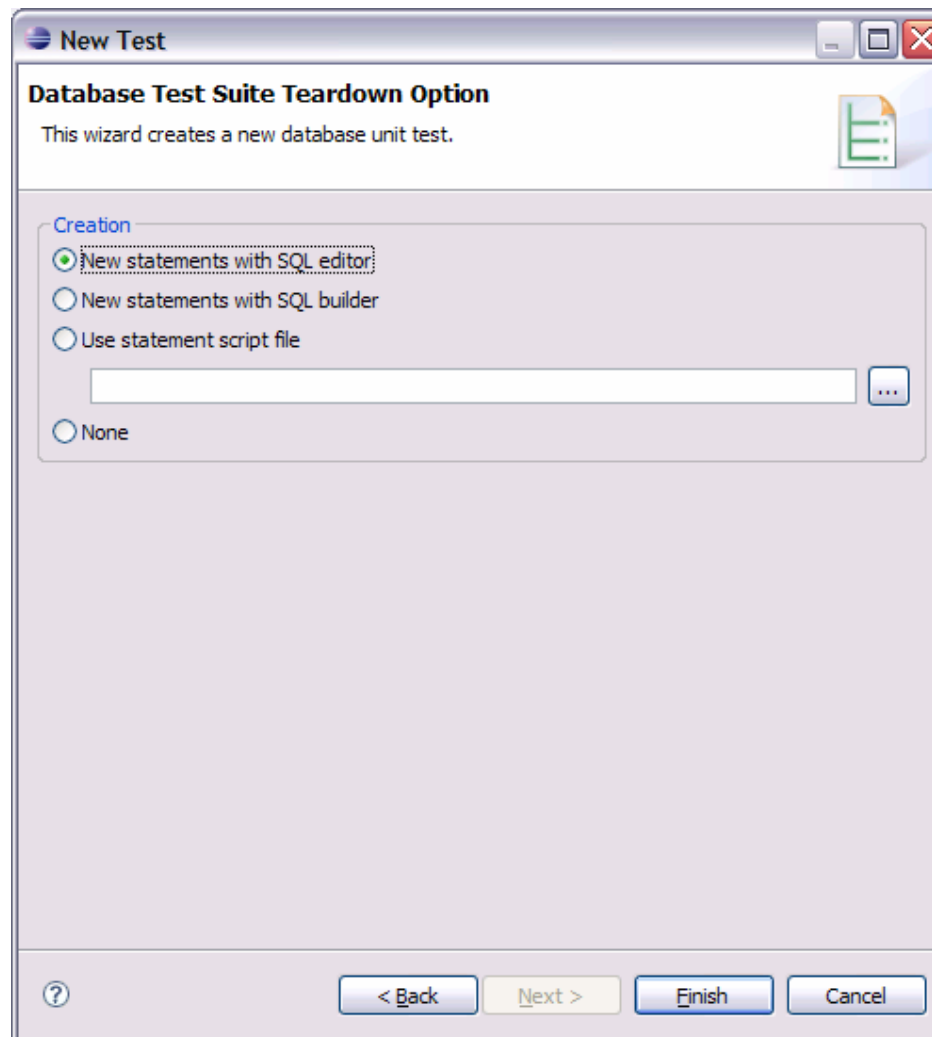 New Test
Database Test Suite Teardown Option
This wizard creates a new database unit test.
Creation
New statements with SQL editor
New statements with SQL builder
Use statement script file
...
None
?
< Back
Next >
Finish
Cancel